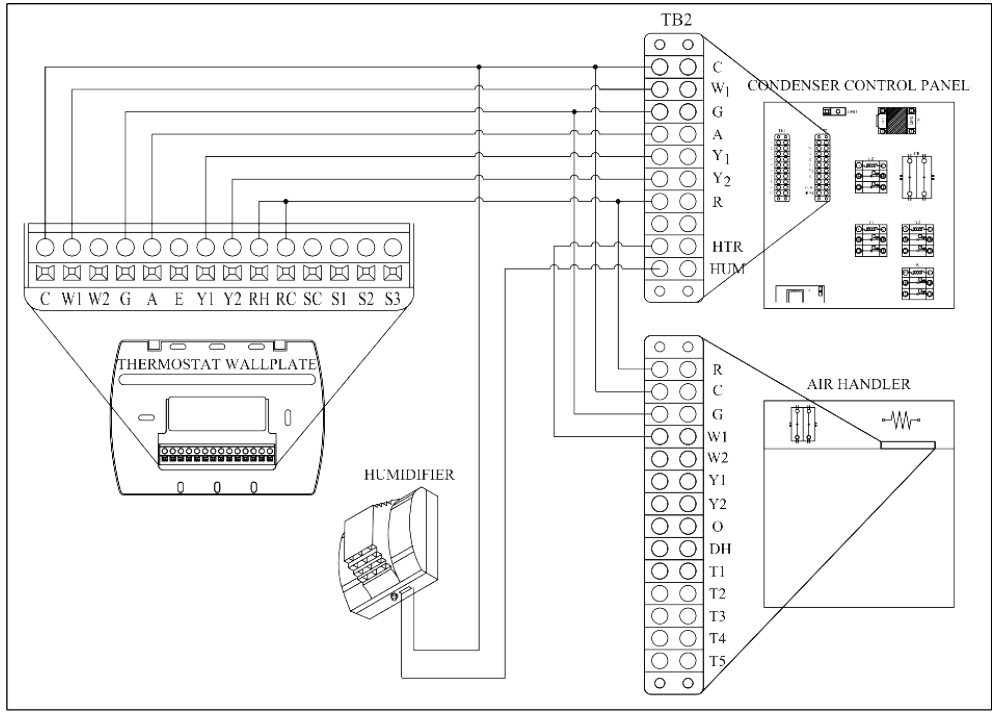 TB2
C
W1
G
A
Y1
Y2
R
HTR
HUM
CONDENSER CONTROL PANEL
C W1 W2 G A E Y1 Y2 RH RC SC S1 S2 S3
THERMOSTAT WALLPLATE
R
C
G
W1
W2
Y1
Y2
O
DH
T1
T2
T3
T4
T5
AIR HANDLER
HUMIDIFIER